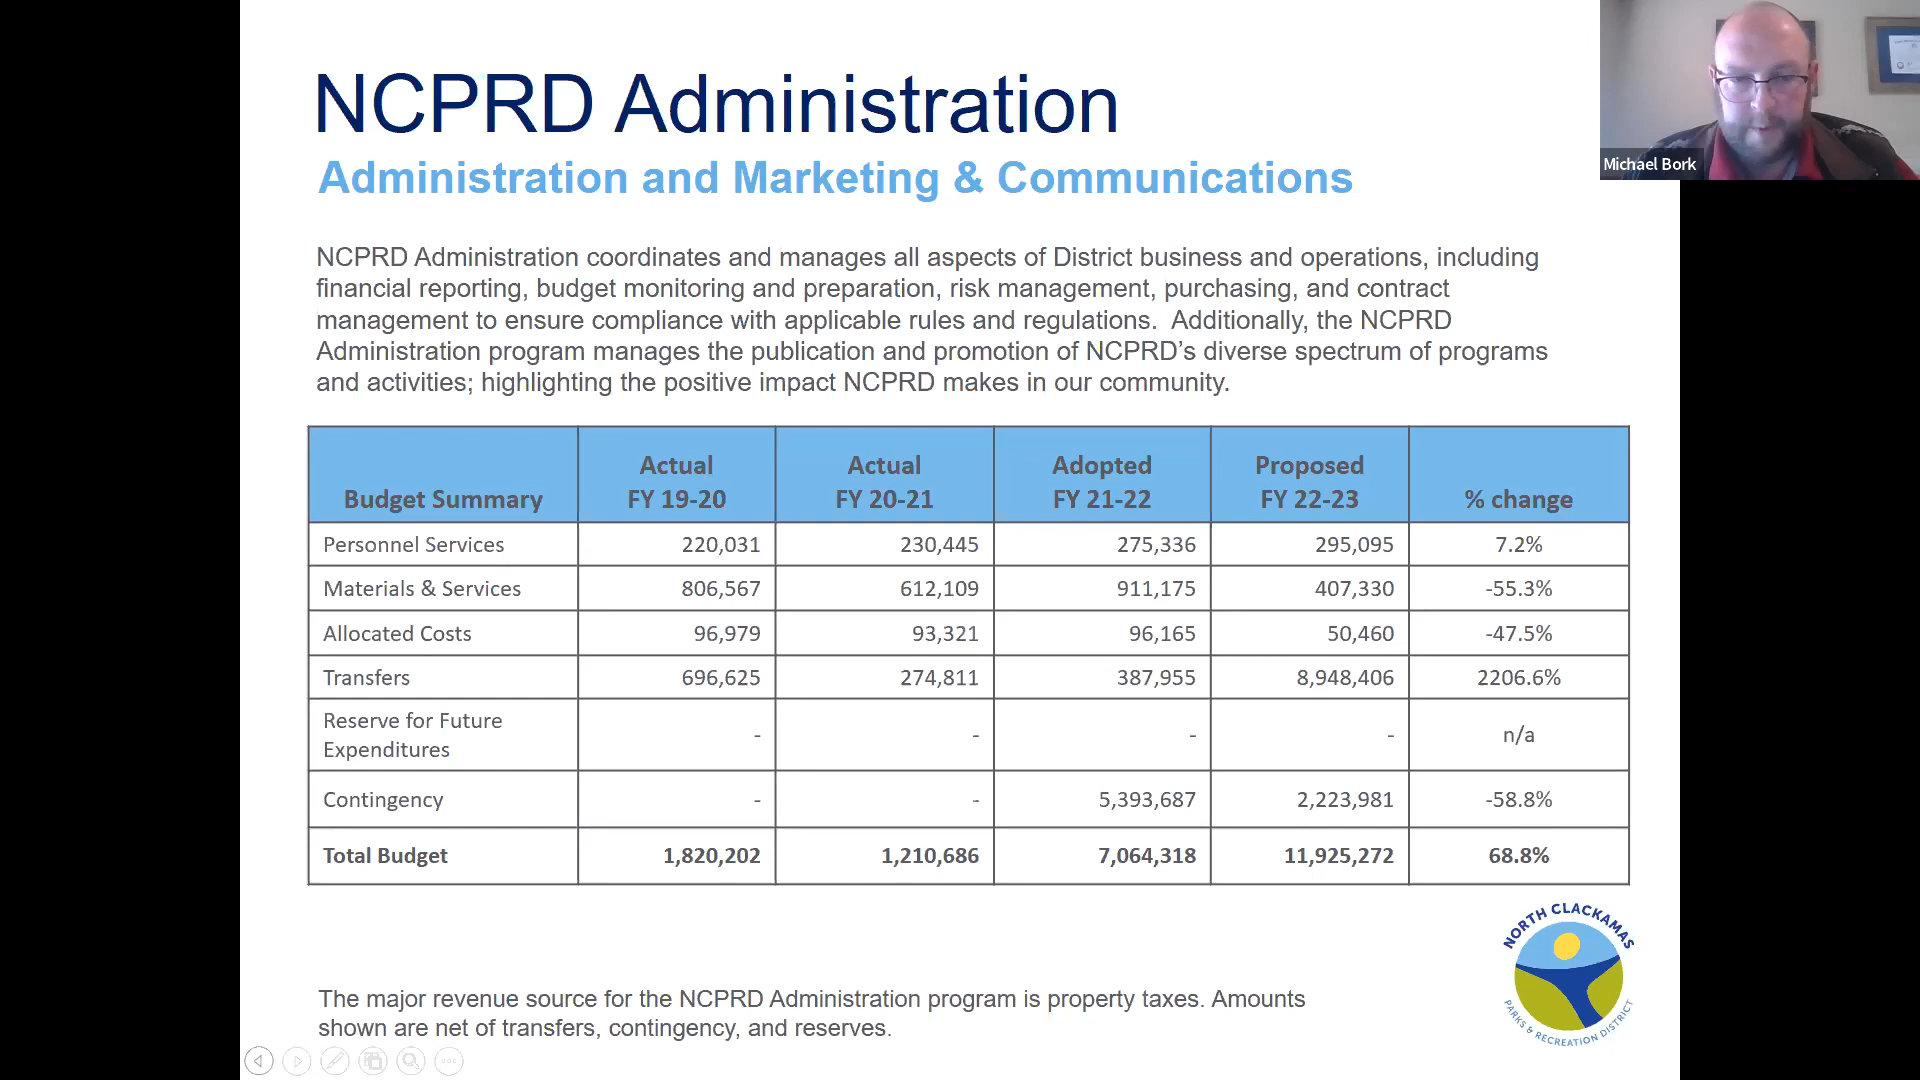 NCPRD Administration
Administration and Marketing & Communications
Michael Bork
NCPRD Administration coordinates and manages all aspects of District business and operations, including
financial reporting, budget monitoring and preparation, risk management, purchasing, and contract
management to ensure compliance with applicable rules and regulations.  Additionally, the NCPRD
Administration program manages the publication and promotion of NCPRD’s diverse spectrum of programs
and activities; highlighting the positive impact NCPRD makes in our community.
Budget Summary Actual FY 19-20 Actual FY 20-21 Adopted FY 21-22 Proposed FY 22-23 % change
Personnel Services 220,031 230,445 275,336 295,095 7.2%
Materials & Services 806,567 612,109 911,175 407,330 -55.3%
Allocated Costs 96,979 93,321 96,165 50,460 -47.5%
Transfers 696,625 274,811 387,955 8,948,406 2206.6%
Reserve for Future Expenditures - - - - n/a
Contingency - - 5,393,687 2,223,981 -58.8%
Total Budget 1,820,202 1,210,686 7,064,318 11,925,272 68.8%
NORTH CLACKAMAS
PARKS & RECREATION DISTRICT
The major revenue source for the NCPRD Administration program is property taxes. Amounts
shown are net of transfers, contingency, and reserves.